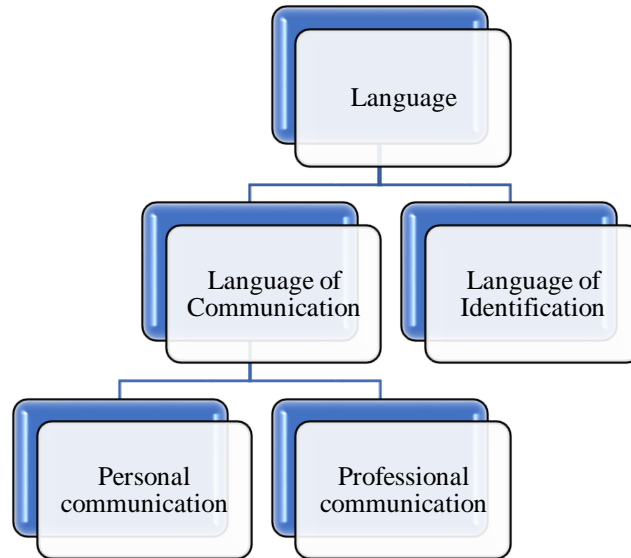 Language
Language of
Communication
Language of
Identification
Personal
communication
Professional
communication